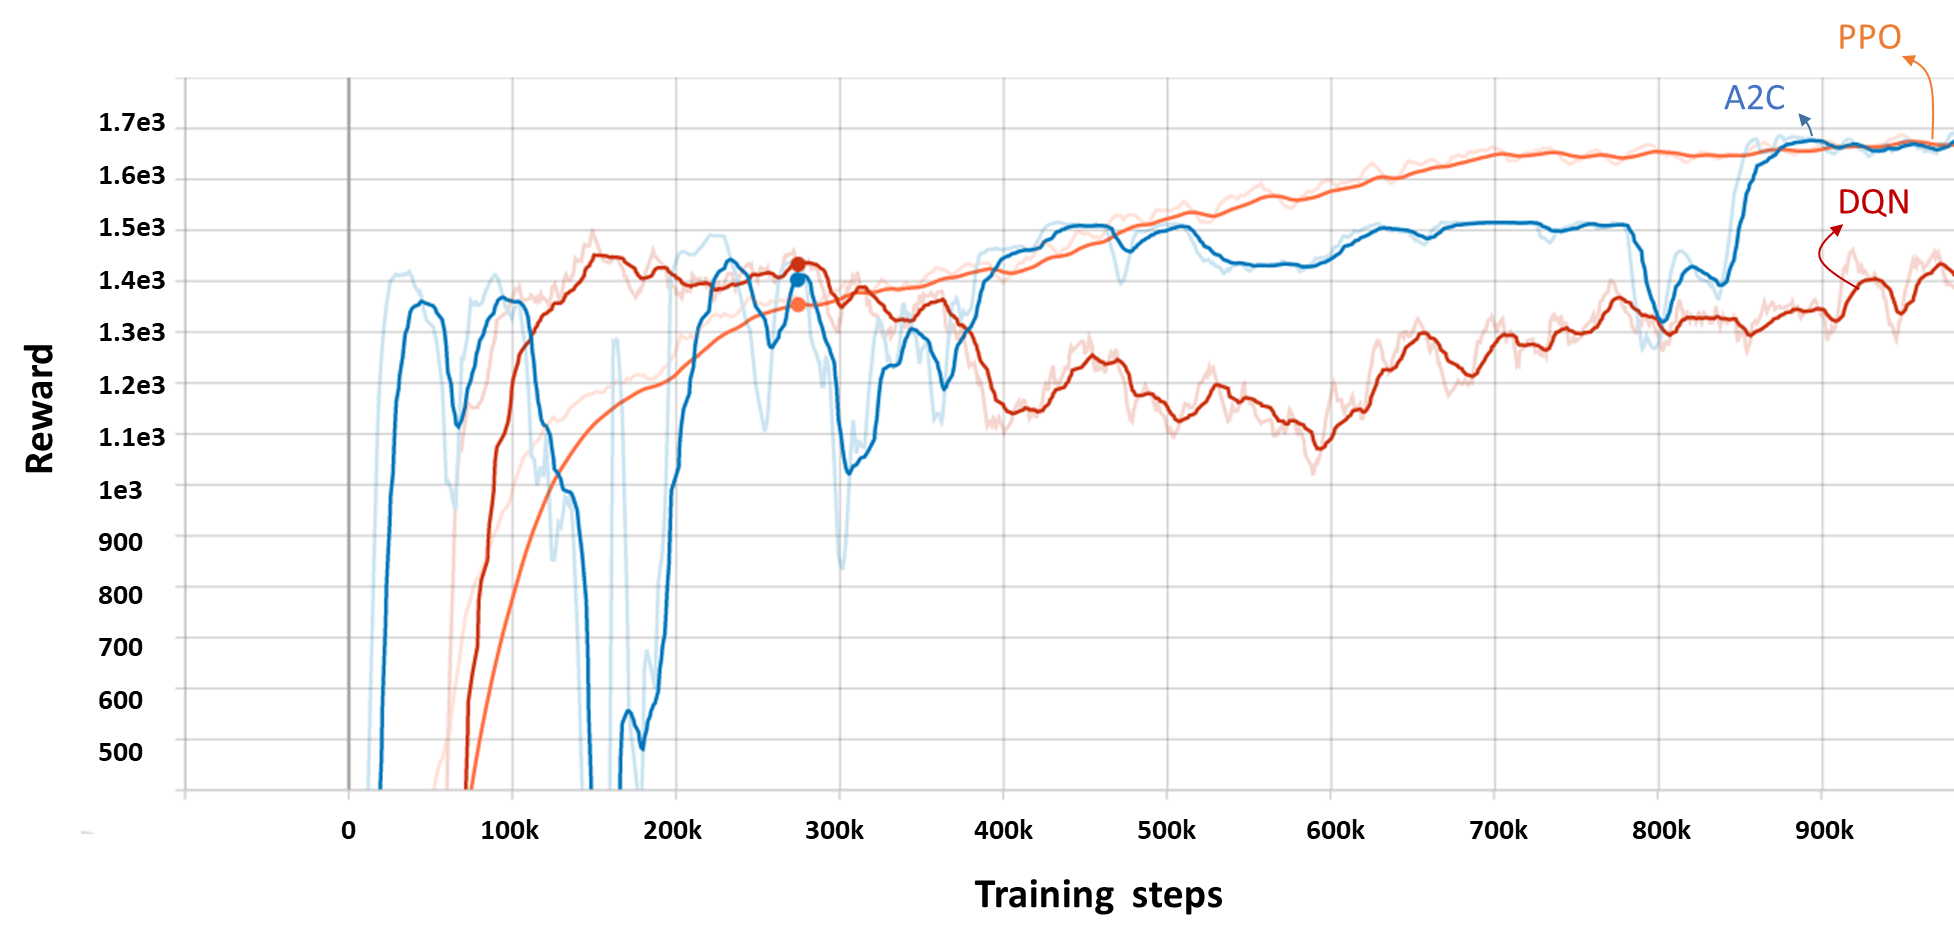 PPO
A2C
DQN
1.7e3
1.6e3
1.5e3
1.4e3
1.3e3
1.2e3
1.1e3
1e3
900
800
700
600
500
Reward
0 100k 200k 300k 400k 500k 600k 700k 800k 900k
Training steps